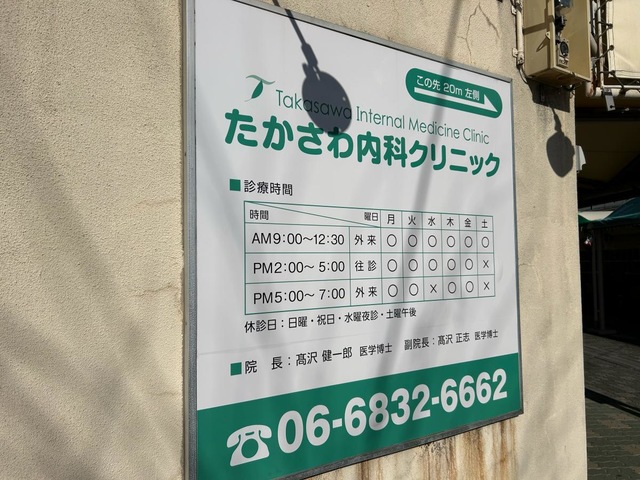 この先 20m 左側
Takasawa Internal Medicine Clinic
たかさわ内科クリニック
■診療時間
時間 曜日 月 火 水 木 金 土
AM9:00〜12:30 外来 ○ ○ ○ ○ ○ ○
PM2:00〜5:00 往診 ○ ○ ○ ○ ○ ×
PM5:00〜7:00 外来 ○ ○ × ○ ○ ×
休診日：日曜・祝日・水曜夜診・土曜午後
■院 長：髙沢 健一郎 医学博士 副院長：髙沢 正志 医学博士
☎06-6832-6662